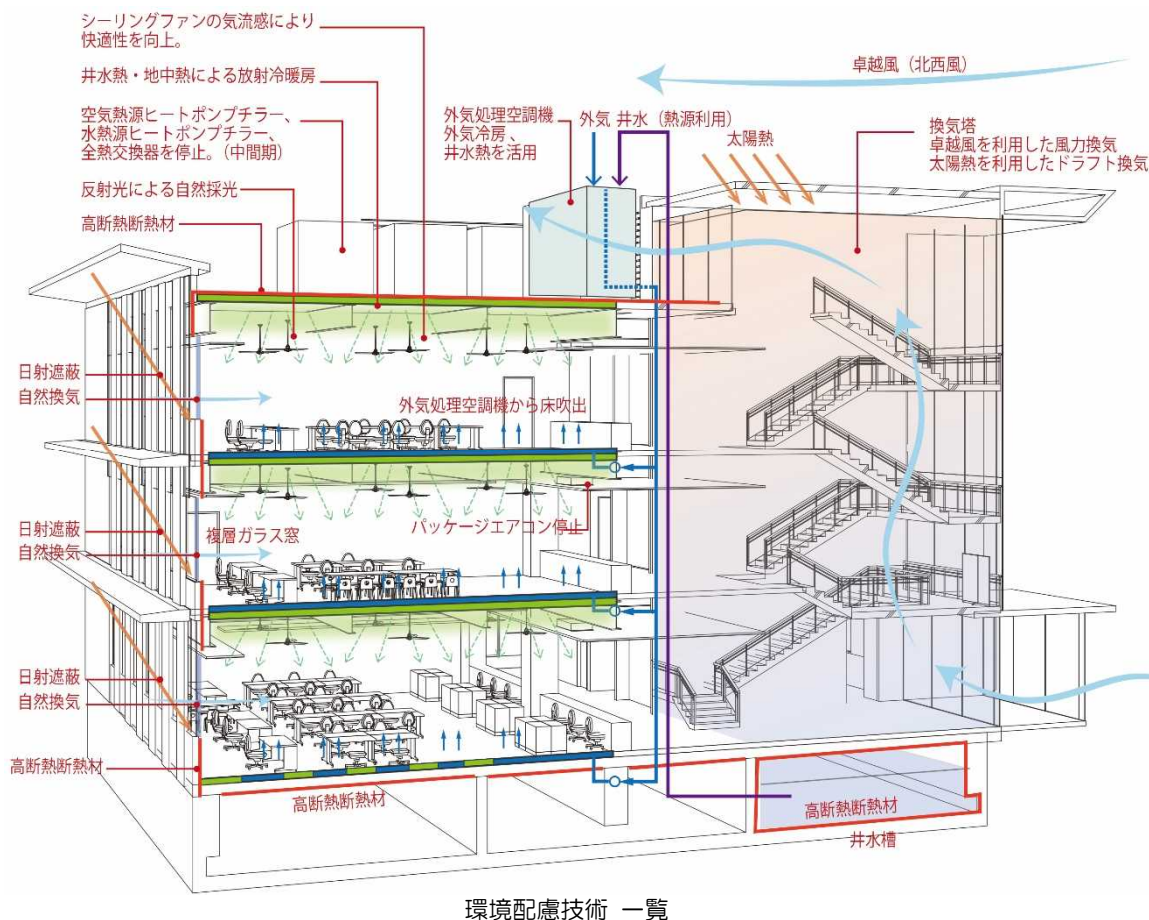 シーリングファンの気流感により
快適性を向上。
井水熱・地中熱による放射冷暖房
空気熱源ヒートポンプチラー、
水熱源ヒートポンプチラー、
全熱交換器を停止。(中間期)
反射光による自然採光
高断熱断熱材
外気処理空調機
外気冷房、
井水熱を活用
外気 井水(熱源利用)
太陽熱
卓越風(北西風)
換気塔
卓越風を利用した風力換気
太陽熱を利用したドラフト換気
日射遮蔽
自然換気
外気処理空調機から床吹出
日射遮蔽
自然換気
複層ガラス窓
パッケージエアコン停止
日射遮蔽
自然換気
高断熱断熱材
高断熱断熱材
高断熱断熱材
井水槽
環境配慮技術 一覧